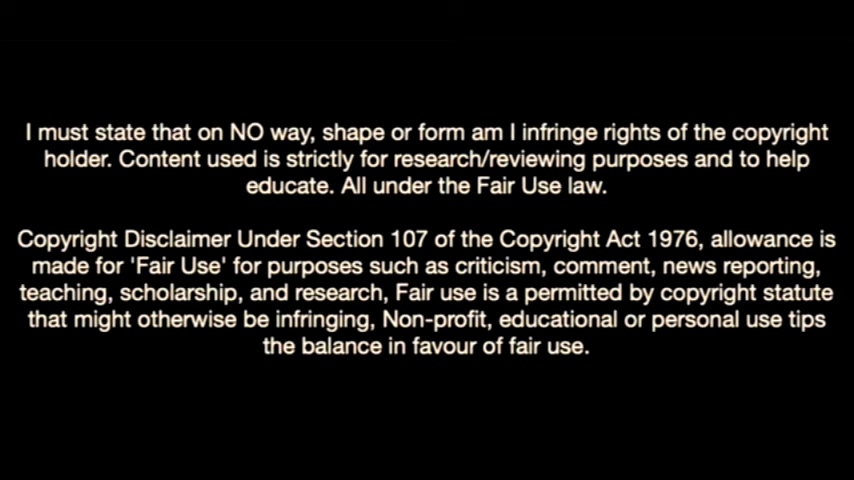 I must state that on NO way, shape or form am I infringe rights of the copyright
holder. Content used is strictly for research/reviewing purposes and to help
educate. All under the Fair Use law.
Copyright Disclaimer Under Section 107 of the Copyright Act 1976, allowance is
made for 'Fair Use' for purposes such as criticism, comment, news reporting,
teaching, scholarship, and research, Fair use is a permitted by copyright statute
that might otherwise be infringing, Non-profit, educational or personal use tips
the balance in favour of fair use.